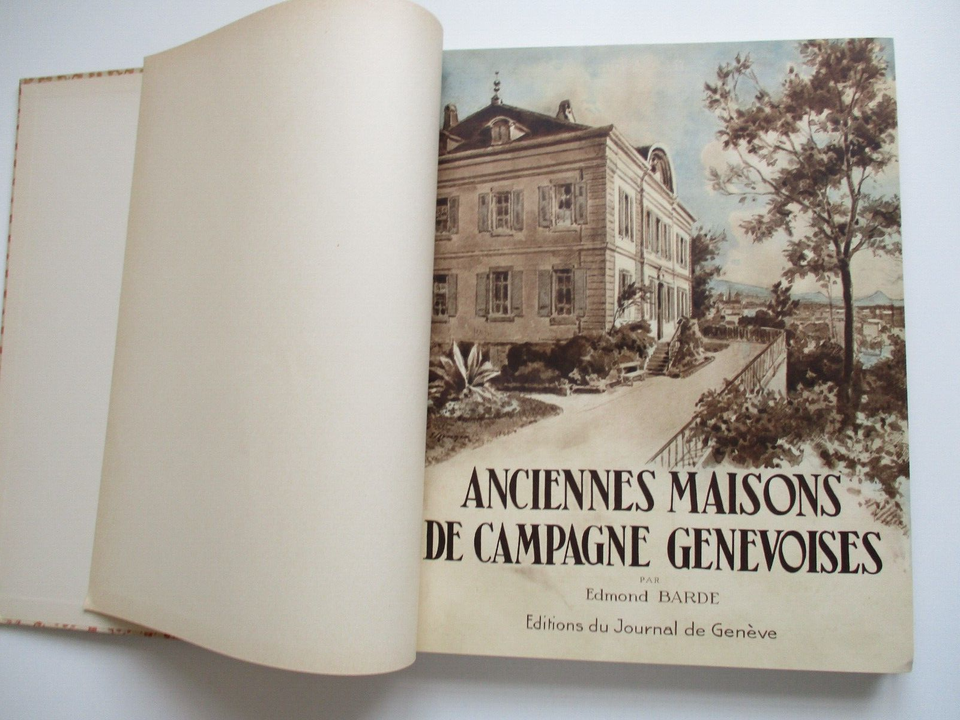 ANCIENNES MAISONS
DE CAMPAGNE GENEVOISES
PAR
Edmond BARDE
Editions du Journal de Genève